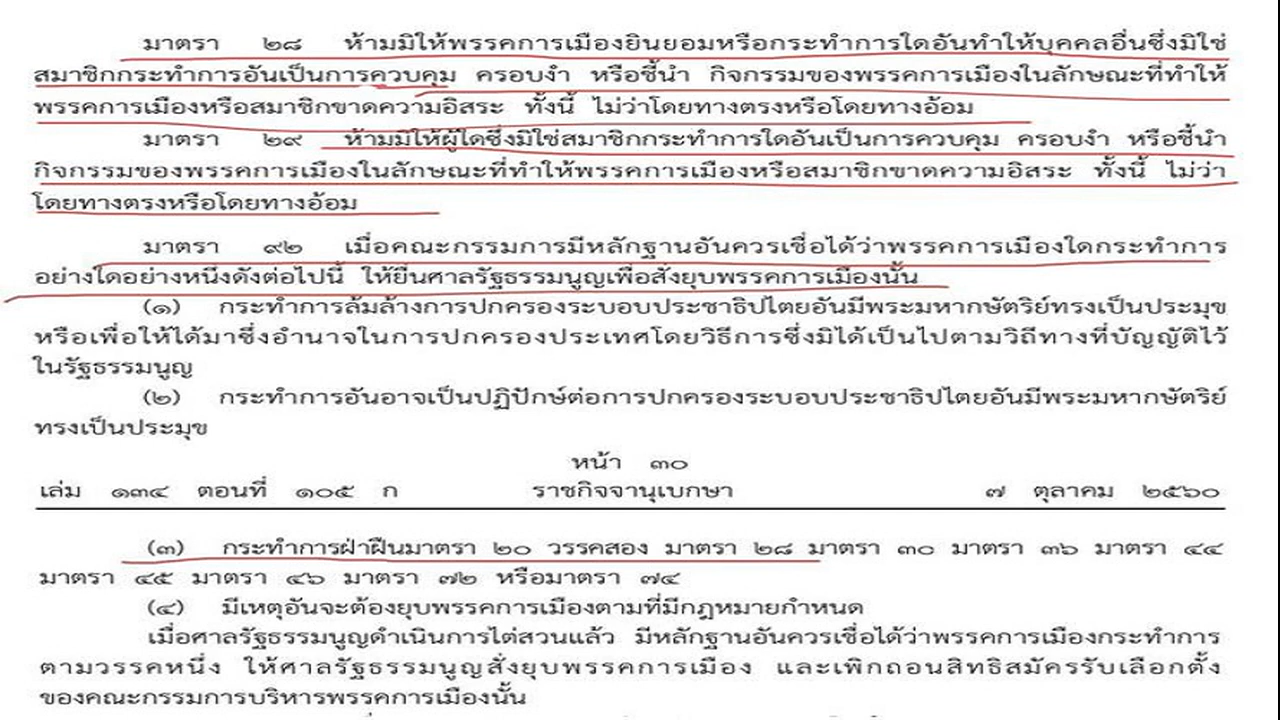 มาตรา ๒๘ ห้ามมิให้พรรคการเมืองยินยอมหรือกระทำการใดอันทำให้บุคคลอื่นซึ่งมิใช่
สมาชิกกระทำการอันเป็นการควบคุม ครอบงำ หรือชี้นำ กิจกรรมของพรรคการเมืองในลักษณะที่ทำให้
พรรคการเมืองหรือสมาชิกขาดความอิสระ ทั้งนี้ ไม่ว่าโดยทางตรงหรือโดยทางอ้อม
มาตรา ๒๙ ห้ามมิให้ผู้ใดซึ่งมิใช่สมาชิกกระทำการใดอันเป็นการควบคุม ครอบงำ หรือชี้นำ
กิจกรรมของพรรคการเมืองในลักษณะที่ทำให้พรรคการเมืองหรือสมาชิกขาดความอิสระ ทั้งนี้ ไม่ว่า
โดยทางตรงหรือโดยทางอ้อม
มาตรา ๙๒ เมื่อคณะกรรมการมีหลักฐานอันควรเชื่อได้ว่าพรรคการเมืองใดกระทำการ
อย่างใดอย่างหนึ่งดังต่อไปนี้ ให้ยื่นศาลรัฐธรรมนูญเพื่อสั่งยุบพรรคการเมืองนั้น
(๑) กระทำการล้มล้างการปกครองระบอบประชาธิปไตยอันมีพระมหากษัตริย์ทรงเป็นประมุข
หรือเพื่อให้ได้มาซึ่งอำนาจในการปกครองประเทศโดยวิธีการซึ่งมิได้เป็นไปตามวิถีทางที่บัญญัติไว้
ในรัฐธรรมนูญ
(๒) กระทำการอันอาจเป็นปฏิปักษ์ต่อการปกครองระบอบประชาธิปไตยอันมีพระมหากษัตริย์
ทรงเป็นประมุข
หน้า ๓๐
เล่ม ๑๓๔ ตอนที่ ๑๐๕ ก ราชกิจจานุเบกษา ๗ ตุลาคม ๒๕๖๐
(๓) กระทำการฝ่าฝืนมาตรา ๒๐ วรรคสอง มาตรา ๒๘ มาตรา ๓๐ มาตรา ๓๖ มาตรา ๔๔
มาตรา ๔๕ มาตรา ๔๖ มาตรา ๗๒ หรือมาตรา ๗๔
(๔) มีเหตุอันจะต้องยุบพรรคการเมืองตามที่มีกฎหมายกำหนด
เมื่อศาลรัฐธรรมนูญดำเนินการไต่สวนแล้ว มีหลักฐานอันควรเชื่อได้ว่าพรรคการเมืองกระทำการ
ตามวรรคหนึ่ง ให้ศาลรัฐธรรมนูญสั่งยุบพรรคการเมือง และเพิกถอนสิทธิสมัครรับเลือกตั้ง
ของคณะกรรมการบริหารพรรคการเมืองนั้น